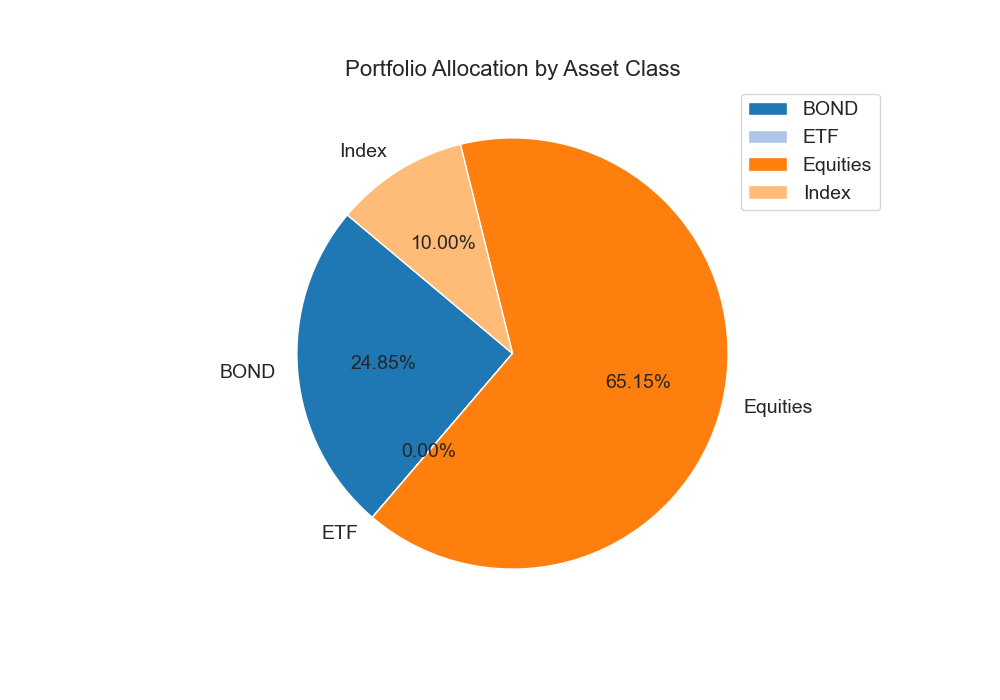 Portfolio Allocation by Asset Class
BOND
ETF
Equities
Index
Index
10.00%
BOND
24.85%
65.15%
Equities
0.00%
ETF